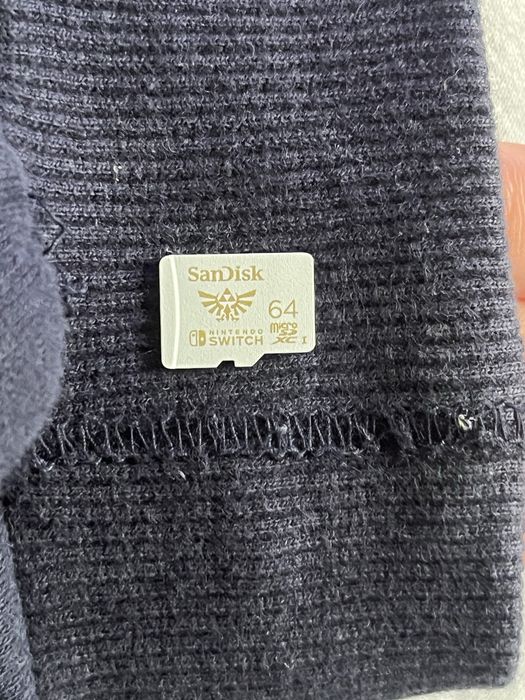 SanDisk
64
NINTENDO
SWITCH
micro
SD
XC I